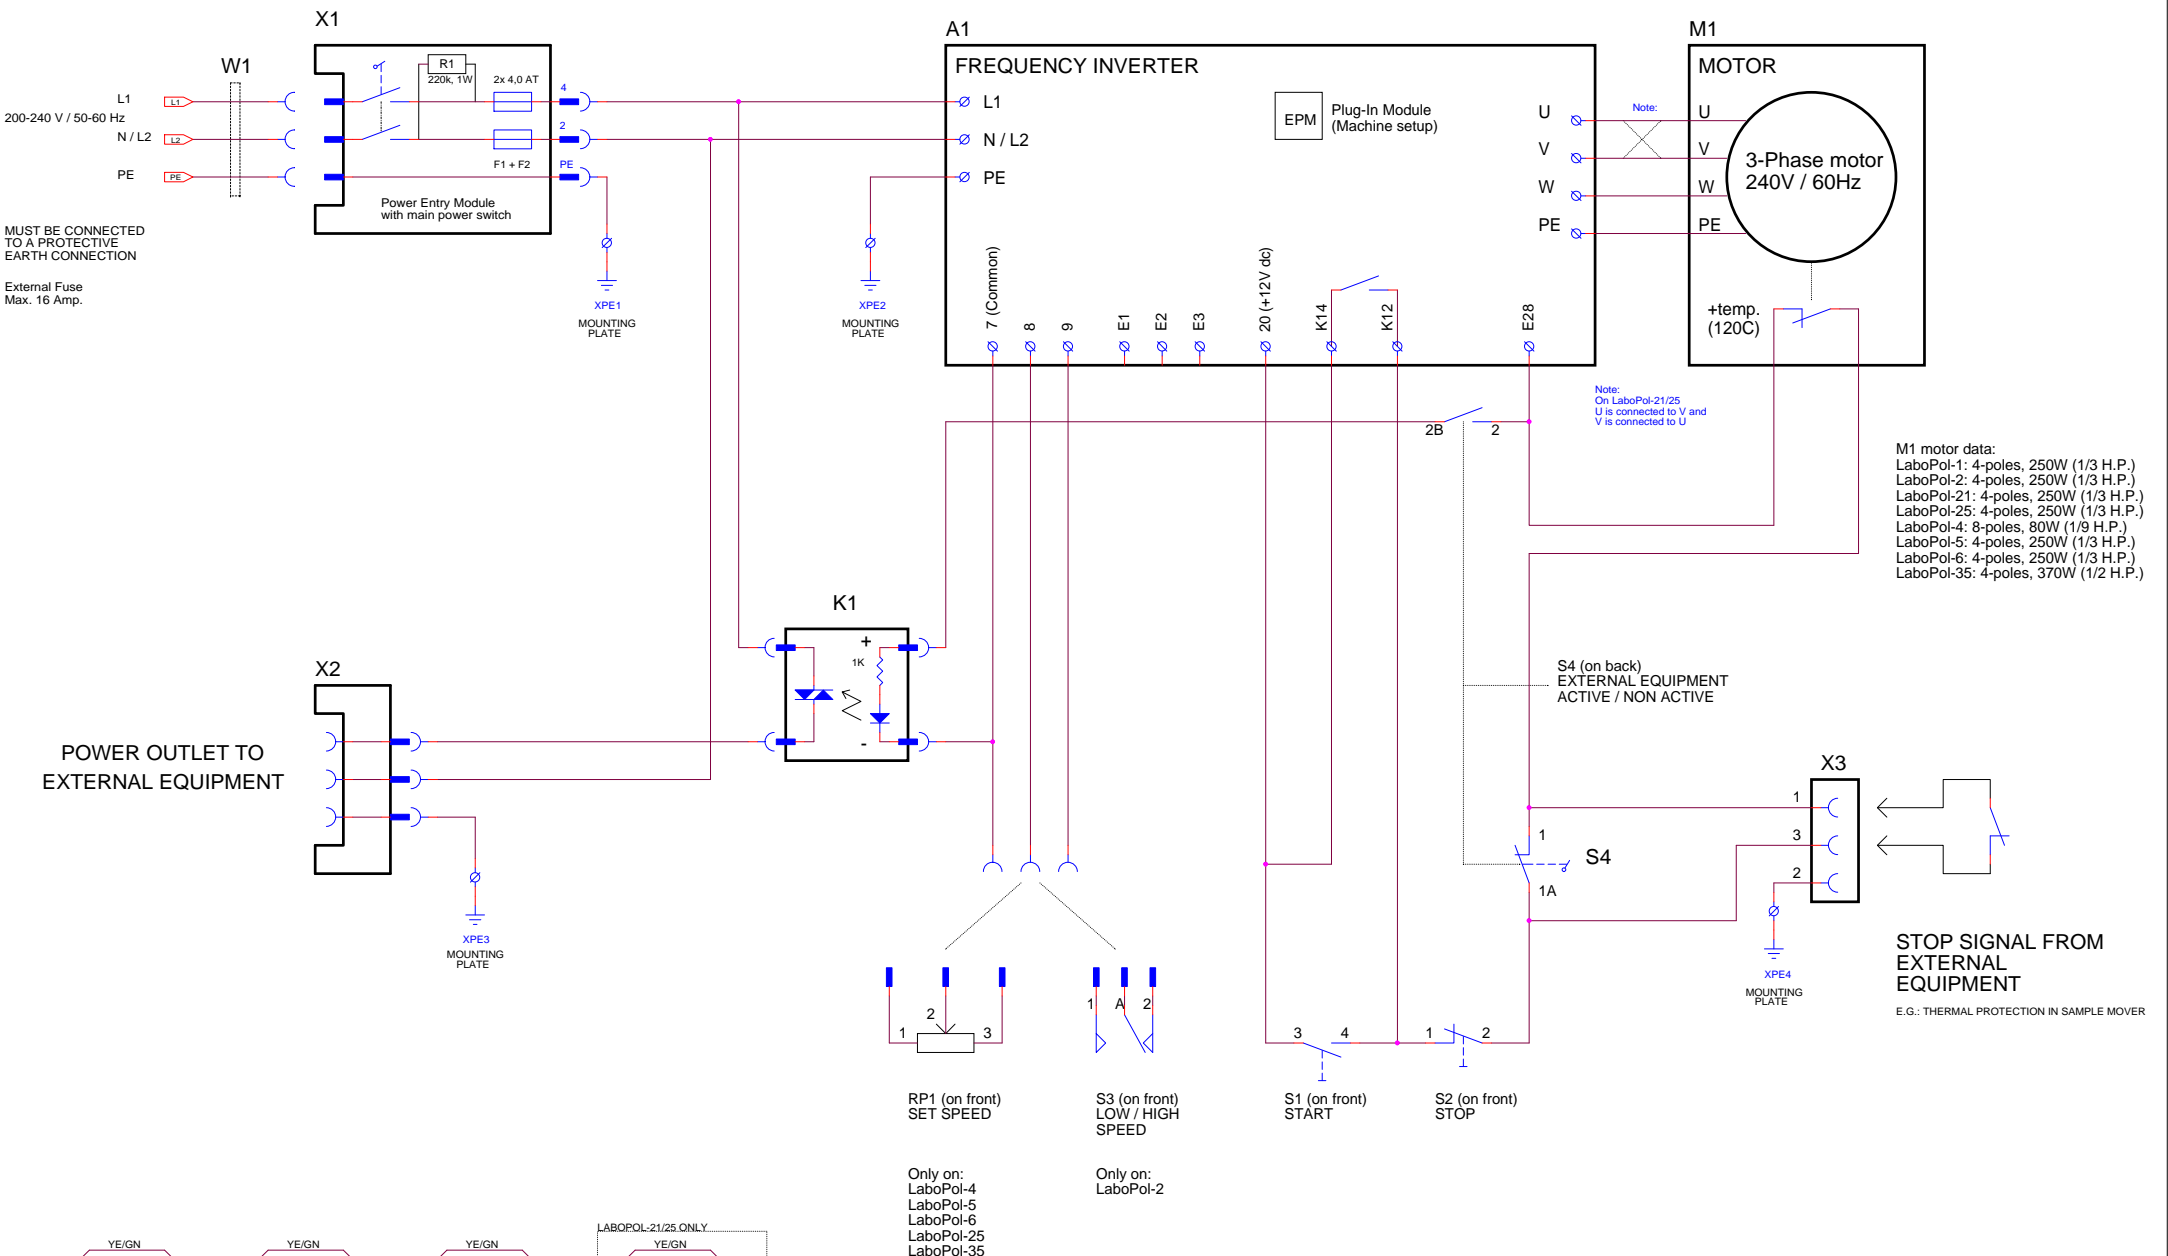 X1
W1
L1
L1
200-240 V / 50-60 Hz
N / L2
L2
PE
PE
MUST BE CONNECTED
TO A PROTECTIVE
EARTH CONNECTION
External Fuse
Max. 16 Amp.
R1
220k, 1W
2x 4,0 AT
F1 + F2
4
2
PE
Power Entry Module
with main power switch
XPE1
MOUNTING
PLATE
XPE2
MOUNTING
PLATE
A1
FREQUENCY INVERTER
L1
N / L2
PE
EPM
Plug-In Module
(Machine setup)
U
V
W
PE
7 (Common)
8
9
E1
E2
E3
20 (+12V dc)
K14
K12
E28
Note:
M1
MOTOR
U
V
W
PE
3-Phase motor
240V / 60Hz
+temp.
(120C)
Note:
On LaboPol-21/25
U is connected to V and
V is connected to U
2B
2
M1 motor data:
LaboPol-1: 4-poles, 250W (1/3 H.P.)
LaboPol-2: 4-poles, 250W (1/3 H.P.)
LaboPol-21: 4-poles, 250W (1/3 H.P.)
LaboPol-25: 4-poles, 250W (1/3 H.P.)
LaboPol-4: 8-poles, 80W (1/9 H.P.)
LaboPol-5: 4-poles, 250W (1/3 H.P.)
LaboPol-6: 4-poles, 250W (1/3 H.P.)
LaboPol-35: 4-poles, 370W (1/2 H.P.)
K1
+
1K
-
X2
POWER OUTLET TO
EXTERNAL EQUIPMENT
XPE3
MOUNTING
PLATE
S4 (on back)
EXTERNAL EQUIPMENT
ACTIVE / NON ACTIVE
1
S4
1A
X3
1
3
2
XPE4
MOUNTING
PLATE
STOP SIGNAL FROM
EXTERNAL
EQUIPMENT
E.G.: THERMAL PROTECTION IN SAMPLE MOVER
1
2
3
1
A
2
3
4
1
2
RP1 (on front)
SET SPEED
Only on:
LaboPol-4
LaboPol-5
LaboPol-6
LaboPol-25
LaboPol-35
S3 (on front)
LOW / HIGH
SPEED
Only on:
LaboPol-2
S1 (on front)
START
S2 (on front)
STOP
LABOPOL-21/25 ONLY
YE/GN
YE/GN
YE/GN
YE/GN